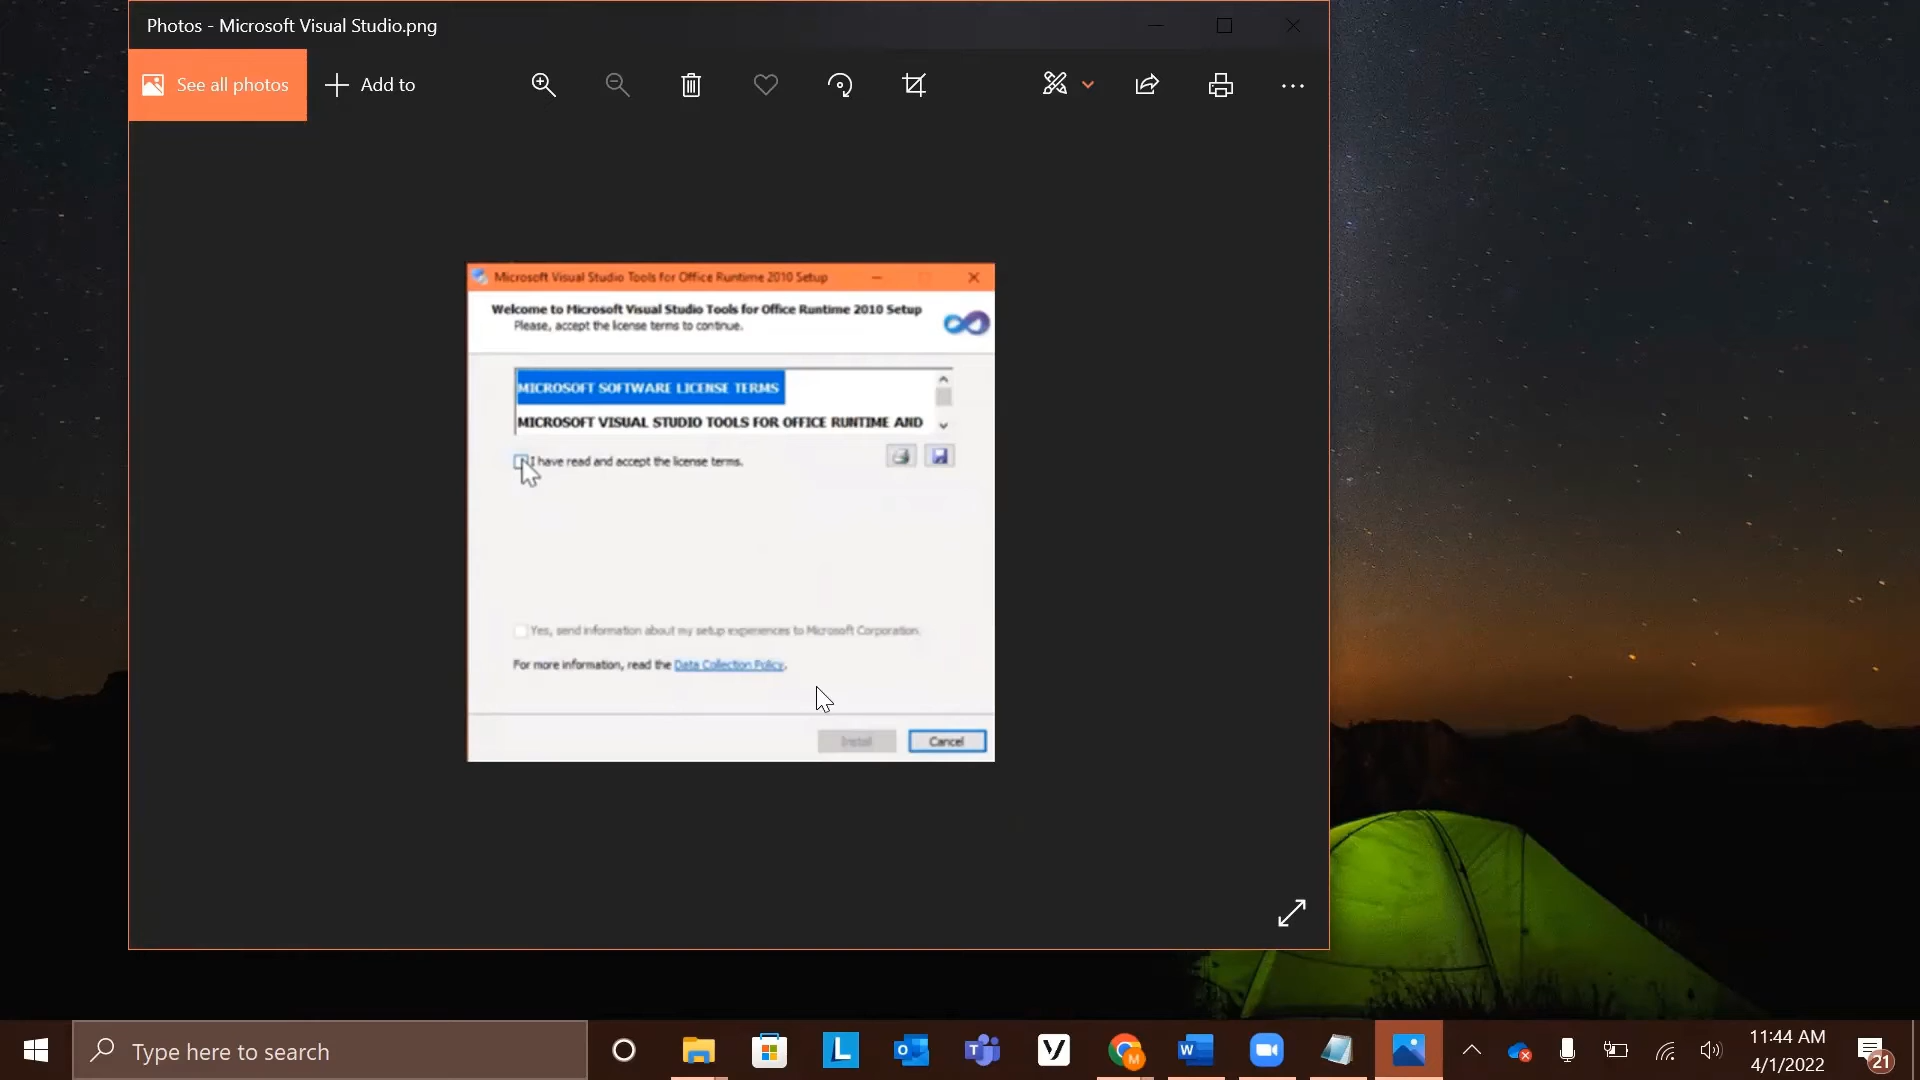 Photos - Microsoft Visual Studio.png
See all photos
Add to
Microsoft Visual Studio Tools for Office Runtime 2010 Setup
Welcome to Microsoft Visual Studio Tools for Office Runtime 2010 Setup
Please, accept the license terms to continue.
MICROSOFT SOFTWARE LICENSE TERMS
MICROSOFT VISUAL STUDIO TOOLS FOR OFFICE RUNTIME AND
I have read and accept the license terms.
Yes, send information about my setup experiences to Microsoft Corporation.
For more information, read the Data Collection Policy.
Install
Cancel
Type here to search
L
O
T
V
M
W
11:44 AM
4/1/2022
21